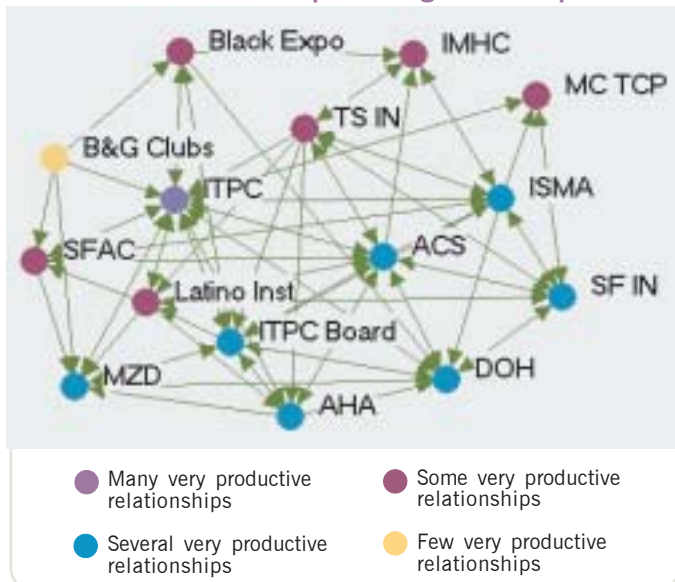 Black Expo
IMHC
MC TCP
TS IN
B&G Clubs
ITPC
ISMA
SFAC
ACS
Latino Inst
SF IN
ITPC Board
MZD
DOH
AHA
Many very productive
relationships
Some very productive
relationships
Several very productive
relationships
Few very productive
relationships